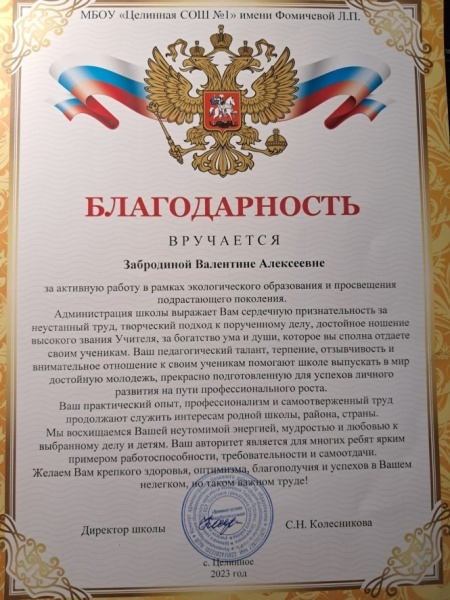 МБОУ «Целинная СОШ №1» имени Фомичевой Л.П.
БЛАГОДАРНОСТЬ
ВРУЧАЕТСЯ
Забродиной Валентине Алексеевне
за активную работу в рамках экологического образования и просвещения
подрастающего поколения.
Администрация школы выражает Вам сердечную признательность за
неустанный труд, творческий подход к порученному делу, достойное ношение
высокого звания Учителя, за богатство ума и души, которое вы сполна отдаете
своим ученикам. Ваш педагогический талант, терпение, отзывчивость и
внимательное отношение к своим ученикам помогают школе выпускать в мир
достойную молодежь, прекрасно подготовленную для успехов личного
развития на пути профессионального роста.
Ваш практический опыт, профессионализм и самоотверженный труд
продолжают служить интересам родной школы, района, страны.
Мы восхищаемся Вашей неутомимой энергией, мудростью и любовью к
выбранному делу и детям. Ваш авторитет является для многих ребят ярким
примером работоспособности, требовательности и самоотдачи.
Желаем Вам крепкого здоровья, оптимизма, благополучия и успехов в Вашем
нелегком, но таком важном труде!
Директор школы С.Н. Колесникова
с. Целинное
2023 год